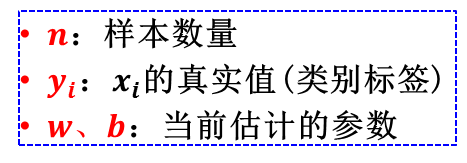 • n：样本数量
• yᵢ：xᵢ的真实值(类别标签)
• w、b：当前估计的参数